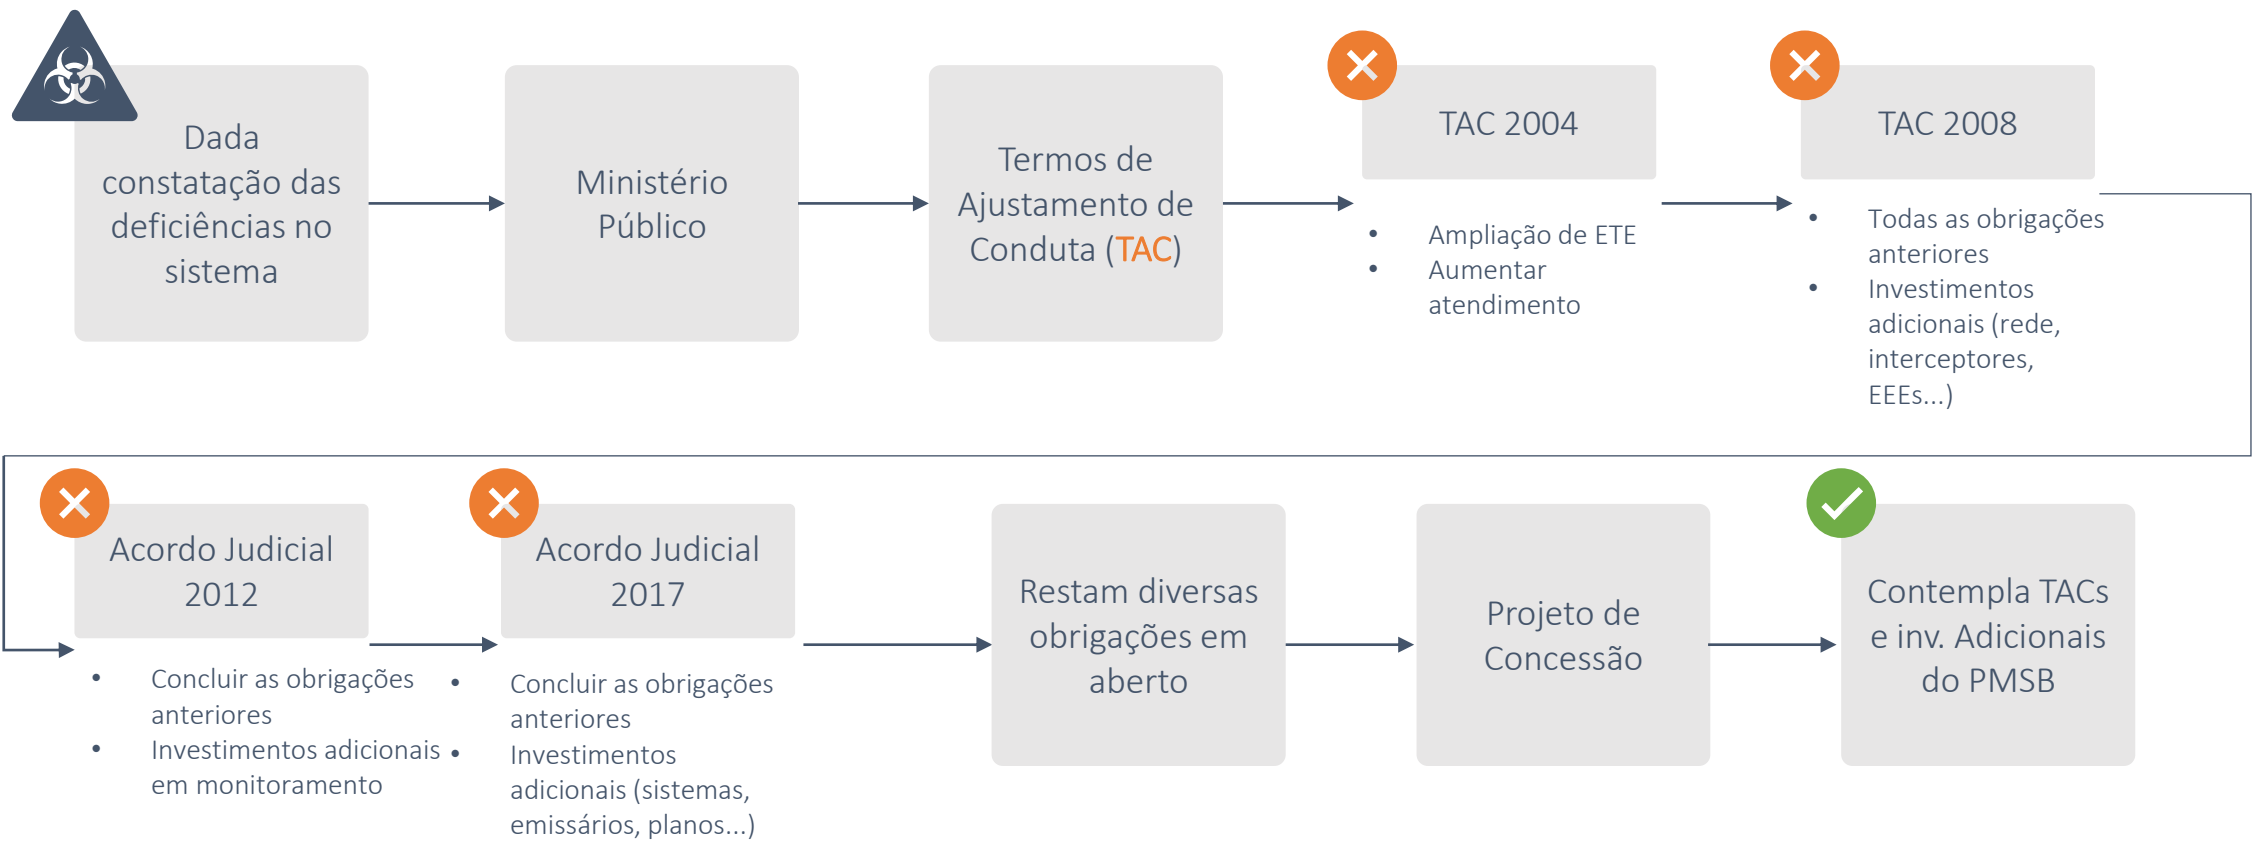 Dada
constatação das
deficiências no
sistema
Ministério
Público
Termos de
Ajustamento de
Conduta (TAC)
TAC 2004
• Ampliação de ETE
• Aumentar
atendimento
TAC 2008
• Todas as obrigações
anteriores
• Investimentos
adicionais (rede,
interceptores,
EEEs...)
Acordo Judicial
2012
• Concluir as obrigações
anteriores
• Investimentos adicionais
em monitoramento
Acordo Judicial
2017
• Concluir as obrigações
anteriores
• Investimentos
adicionais (sistemas,
emissários, planos...)
Restam diversas
obrigações em
aberto
Projeto de
Concessão
Contempla TACs
e inv. Adicionais
do PMSB